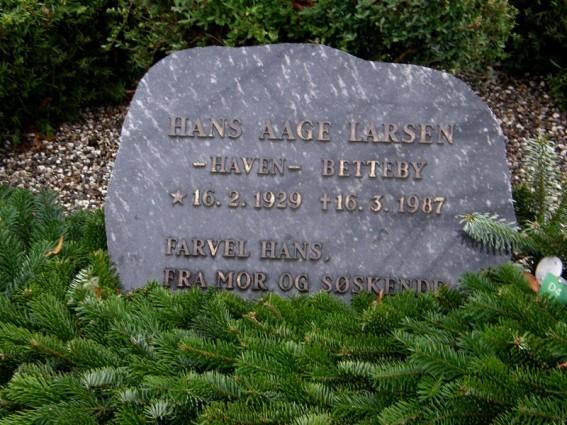 HANS AAGE LARSEN
-HAVEN- BETTEBY
★16.2.1929 ✝16.3.1987
FARVEL HANS,
FRA MOR OG SØSKENDE